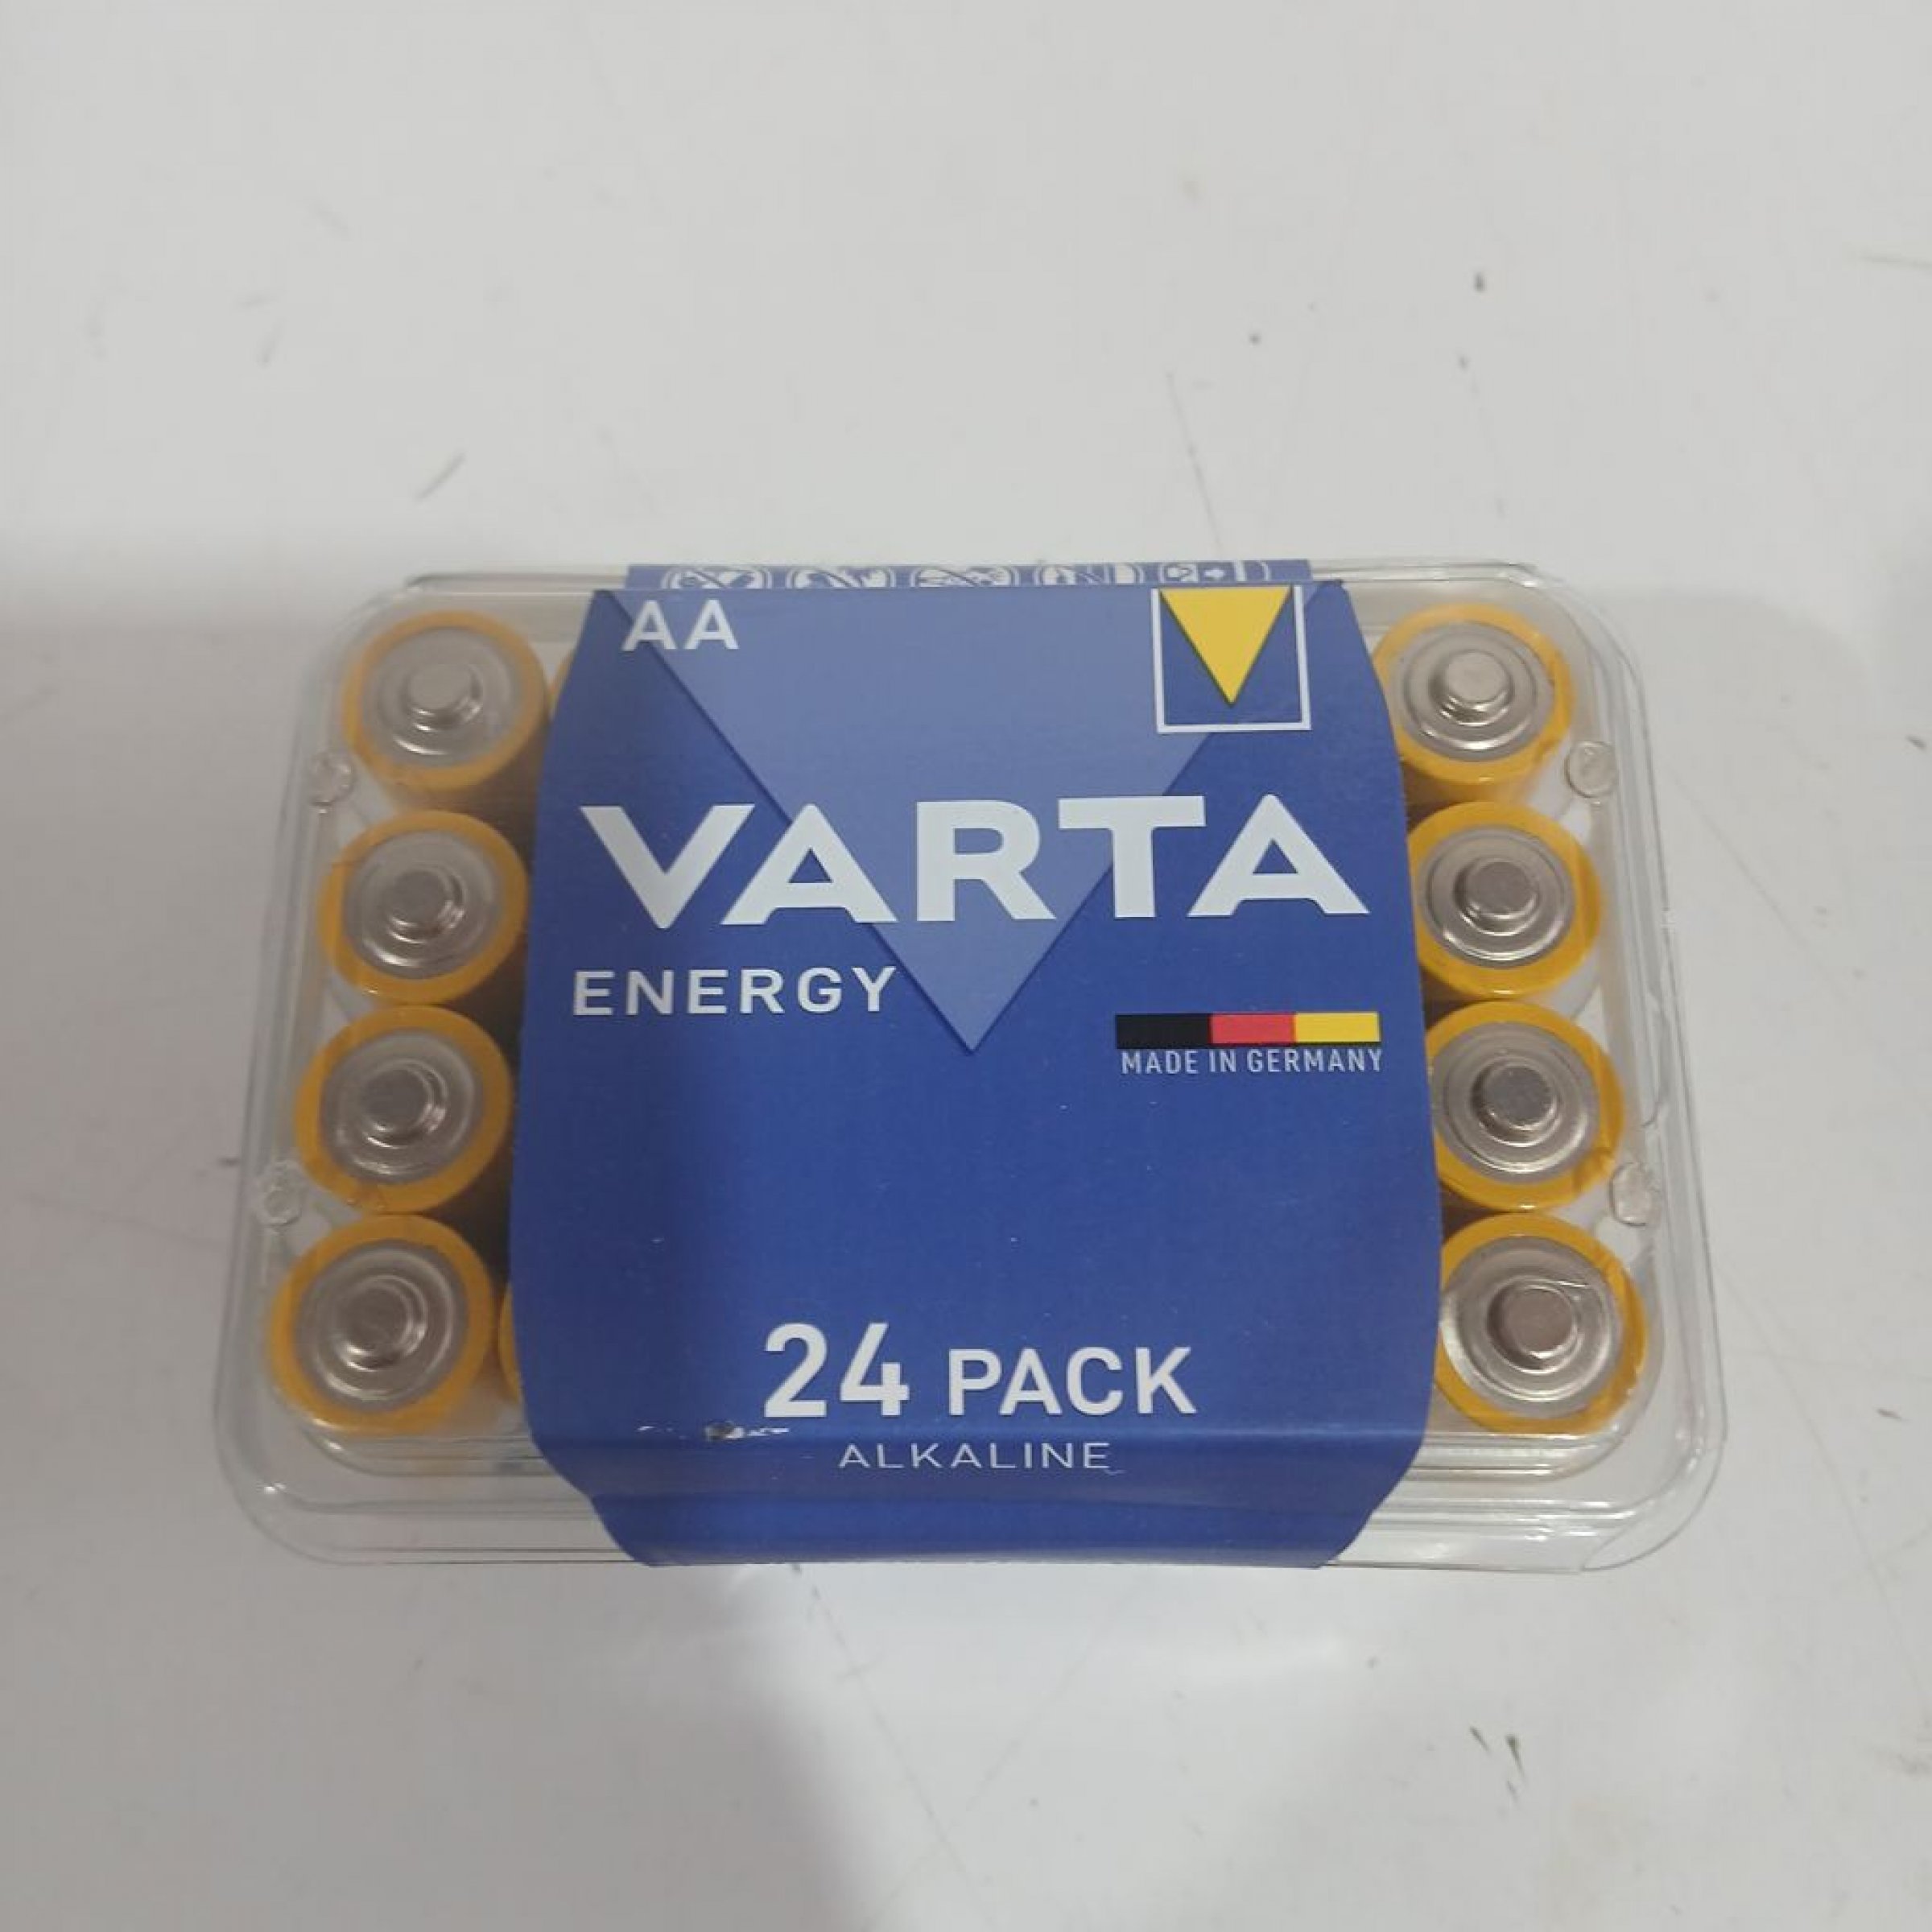 AA
VARTA
ENERGY
MADE IN GERMANY
24 PACK
ALKALINE